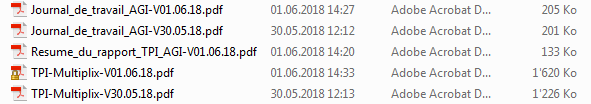 Journal_de_travail_AGI-V01.06.18.pdf 01.06.2018 14:27 Adobe Acrobat D... 205 Ko
Journal_de_travail_AGI-V30.05.18.pdf 30.05.2018 12:13 Adobe Acrobat D... 201 Ko
Resume_du_rapport_TPI_AGI-V01.06.18.pdf 01.06.2018 14:20 Adobe Acrobat D... 133 Ko
TPI-Multiplix-V01.06.18.pdf 01.06.2018 14:33 Adobe Acrobat D... 1'620 Ko
TPI-Multiplix-V30.05.18.pdf 30.05.2018 12:13 Adobe Acrobat D... 1'226 Ko